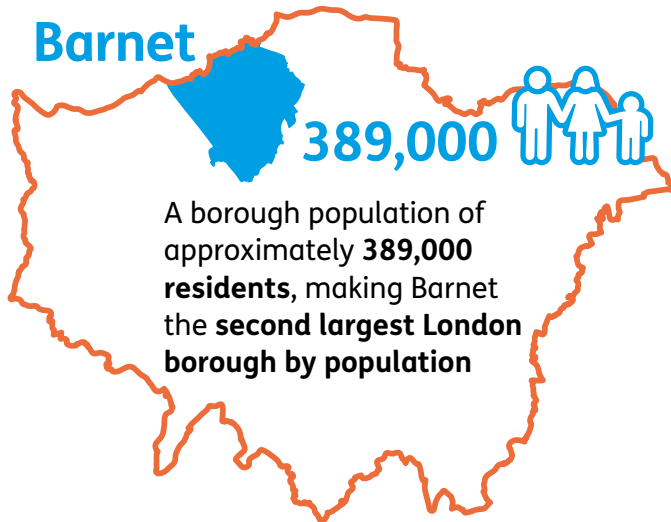 Barnet
389,000
A borough population of
approximately 389,000
residents, making Barnet
the second largest London
borough by population